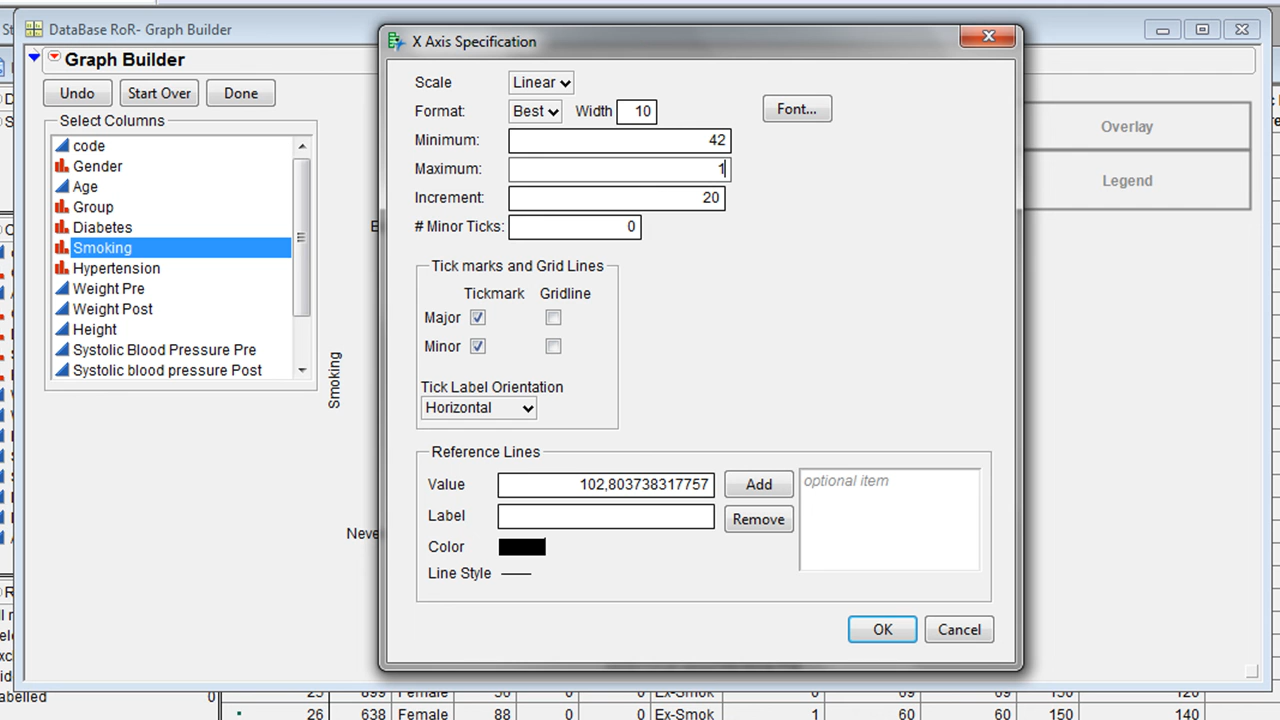 DataBase RoR- Graph Builder
X Axis Specification
Graph Builder
Undo Start Over Done
Select Columns
code
Gender
Age
Group
Diabetes
Smoking
Hypertension
Weight Pre
Weight Post
Height
Systolic Blood Pressure Pre
Systolic blood pressure Post
Smoking
Scale Linear
Format: Best Width 10 Font...
Minimum: 42
Maximum: 1
Increment: 20
# Minor Ticks: 0
Tick marks and Grid Lines
Tickmark Gridline
Major
Minor
Tick Label Orientation
Horizontal
Reference Lines
Value 102,803738317757 Add optional item
Label Remove
Color
Line Style
OK Cancel
Overlay
Legend
26 638 Female 88 0 0 Ex-Smok 1 60 60 150 140